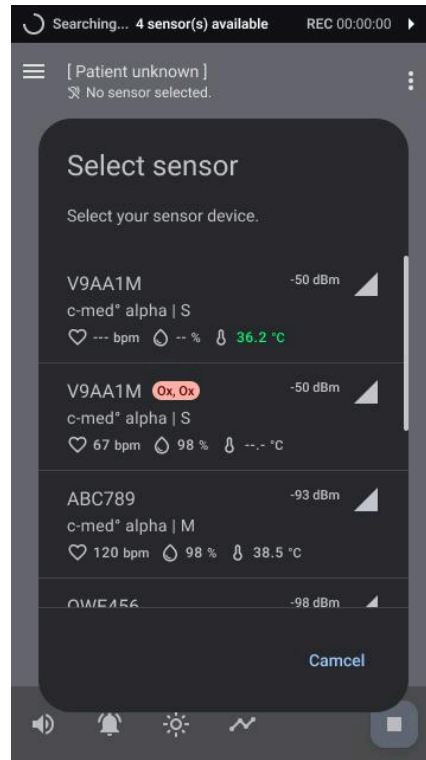 Searching... 4 sensor(s) available REC 00:00:00
[ Patient unknown ]
No sensor selected.
Select sensor
Select your sensor device.
V9AA1M -50 dBm
c-med° alpha | S
--- bpm -- % 36.2 °C
V9AA1M Ox, Ox -50 dBm
c-med° alpha | S
67 bpm 98 % --.- °C
ABC789 -93 dBm
c-med° alpha | M
120 bpm 98 % 38.5 °C
QWE456 -98 dBm
Camcel